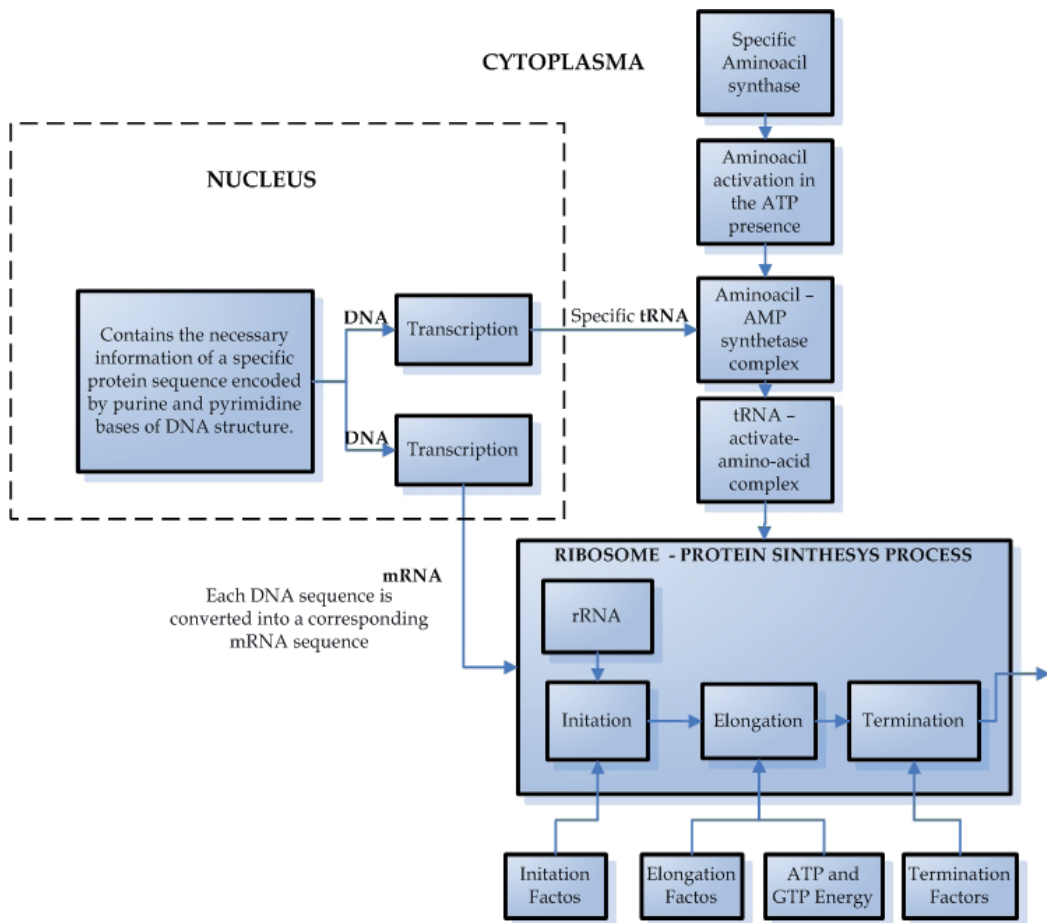 CYTOPLASMA
Specific
Aminoacil
synthase
Aminoacil
activation in
the ATP
presence
NUCLEUS
Contains the necessary
information of a specific
protein sequence encoded
by purine and pyrimidine
bases of DNA structure.
DNA
Transcription
DNA
Transcription
Specific tRNA
Aminoacil –
AMP
synthetase
complex
tRNA –
activate-
amino-acid
complex
mRNA
Each DNA sequence is
converted into a corresponding
mRNA sequence
RIBOSOME - PROTEIN SINTHESYS PROCESS
rRNA
Initation
Elongation
Termination
Initation
Factos
Elongation
Factos
ATP and
GTP Energy
Termination
Factors